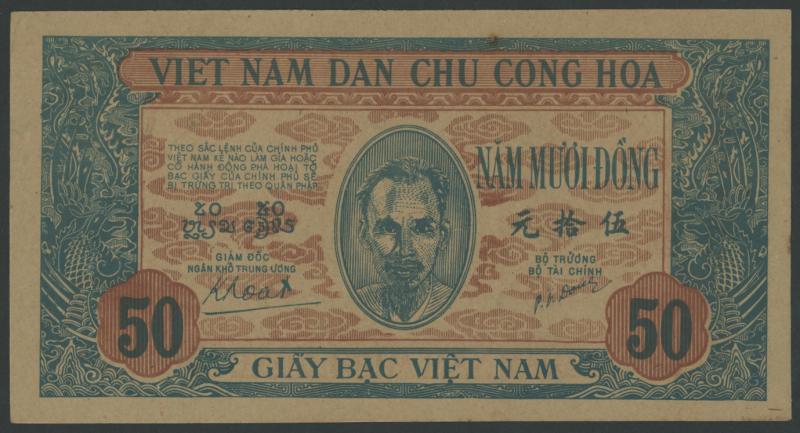 VIET NAM DAN CHU CONG HOA
THEO SẮC LỆNH CỦA CHÍNH PHỦ
VIỆT NAM KẺ NÀO LÀM GIẢ HOẶC
CÓ HÀNH ĐỘNG PHÁ HOẠI TỜ
BẠC GIẤY CỦA CHÍNH PHỦ SẼ
BỊ TRỪNG TRỊ THEO QUÂN PHÁP
GIÁM ĐỐC
NGÂN KHỐ TRUNG ƯƠNG
Khoat
NĂM MƯƠI ĐỒNG
元拾伍
BỘ TRƯỞNG
BỘ TÀI CHÍNH
50
50
GIẤY BẠC VIỆT NAM